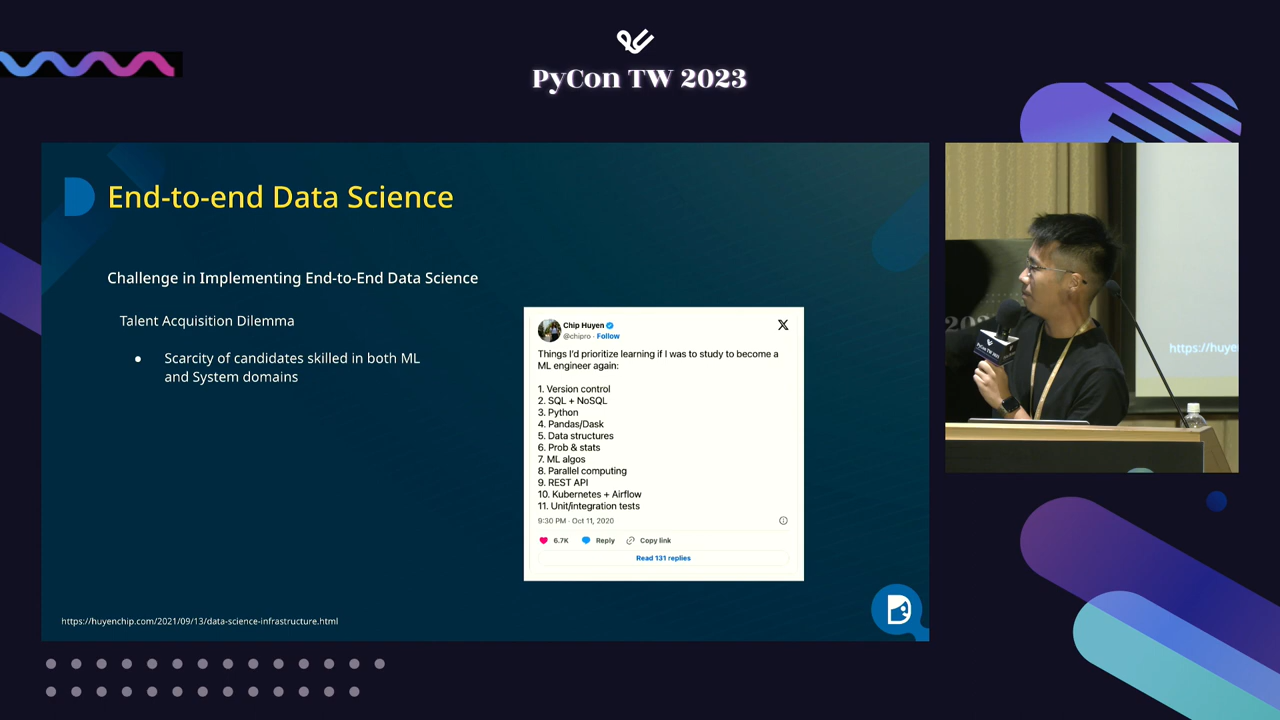 PyCon TW 2023
End-to-end Data Science
Challenge in Implementing End-to-End Data Science
Talent Acquisition Dilemma
● Scarcity of candidates skilled in both ML
and System domains
Chip Huyen
@chipro · Follow
Things I'd prioritize learning if I was to study to become a
ML engineer again:
1. Version control
2. SQL + NoSQL
3. Python
4. Pandas/Dask
5. Data structures
6. Prob & stats
7. ML algos
8. Parallel computing
9. REST API
10. Kubernetes + Airflow
11. Unit/integration tests
9:30 PM · Oct 11, 2020
6.7K Reply Copy link
Read 131 replies
https://huyenchip.com/2021/09/13/data-science-infrastructure.html
https://huye
PyCon TW 2023